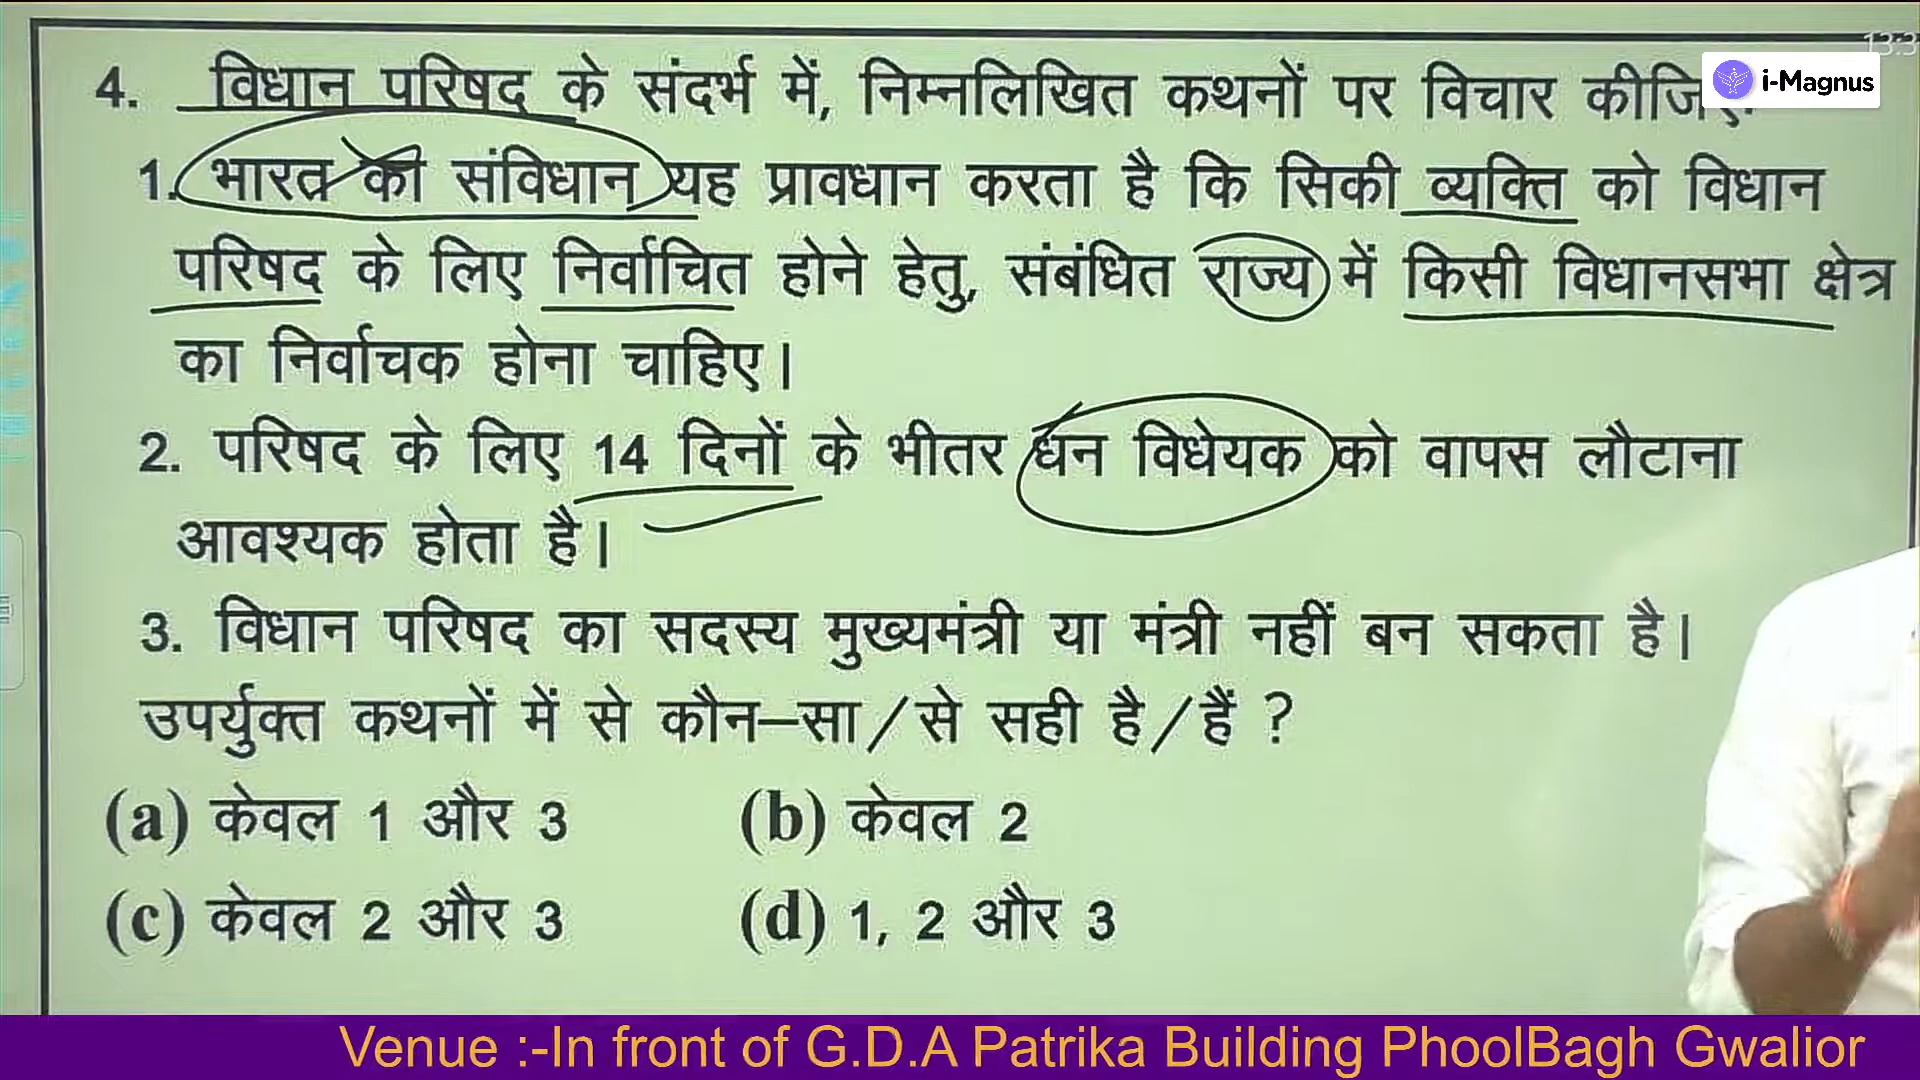 i-Magnus
4. विधान परिषद के संदर्भ में, निम्नलिखित कथनों पर विचार
1. भारत की संविधान यह प्रावधान करता है कि सिकी व्यक्ति को विधान
परिषद के लिए निर्वाचित होने हेतु, संबंधित राज्य में किसी विधानसभा क्षेत्र
का निर्वाचक होना चाहिए।
2. परिषद के लिए 14 दिनों के भीतर धन विधेयक को वापस लौटाना
आवश्यक होता है।
3. विधान परिषद का सदस्य मुख्यमंत्री या मंत्री नहीं बन सकता है।
उपर्युक्त कथनों में से कौन–सा/से सही है/हैं ?
(a) केवल 1 और 3 (b) केवल 2
(c) केवल 2 और 3 (d) 1, 2 और 3
Venue :-In front of G.D.A Patrika Building PhoolBagh Gwalior